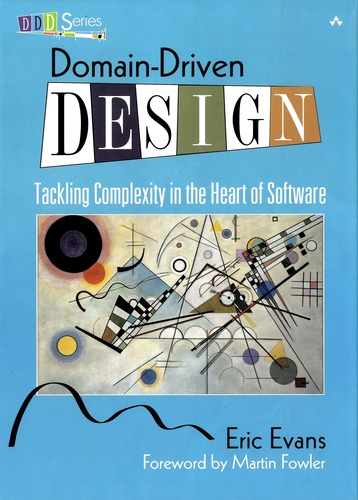 DDD Series
Domain-Driven
DESIGN
Tackling Complexity in the Heart of Software
Eric Evans
Foreword by Martin Fowler